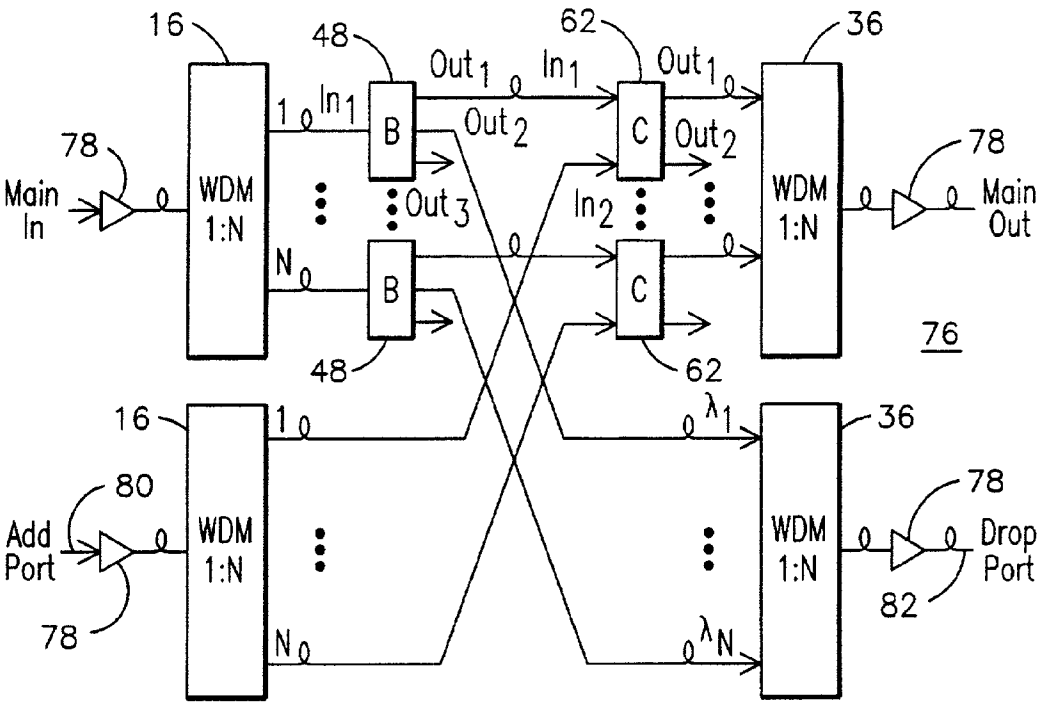 16
48
62
36
Out1
In1
Out1
1
In1
B
Out2
C
Out2
78
78
Main
In
WDM
1:N
Out3
In2
WDM
1:N
Main
Out
N
B
C
76
48
62
16
1
λ1
36
80
78
Add
Port
WDM
1:N
WDM
1:N
Drop
Port
82
78
N
λN